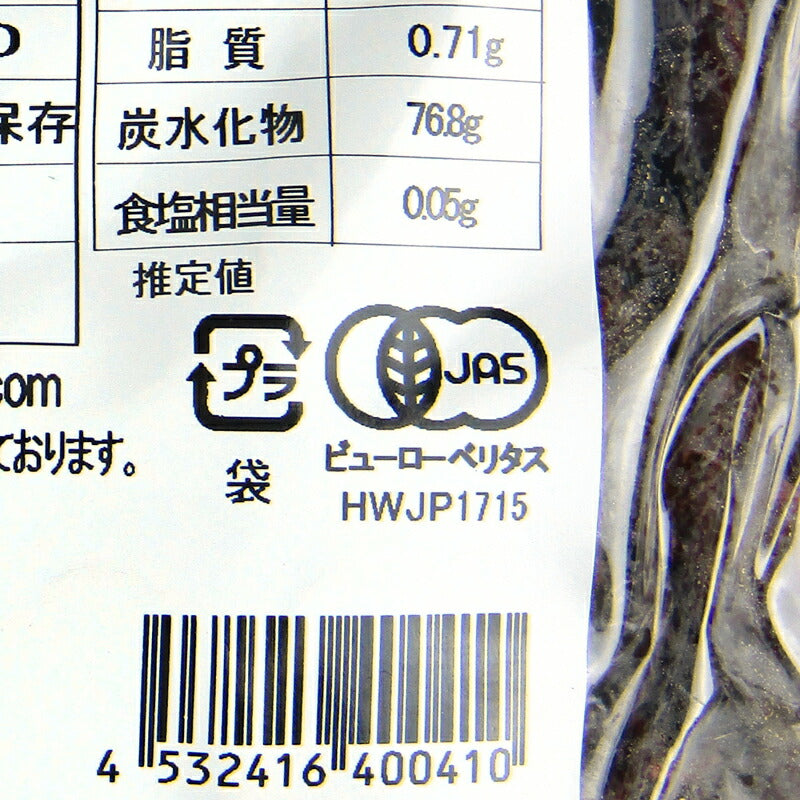 脂質 0.71g
保存
炭水化物 76.8g
食塩相当量 0.05g
推定値
プラ
JAS
.com
ております。
袋
ビューローベリタス
HWJP1715
4 532416 400410